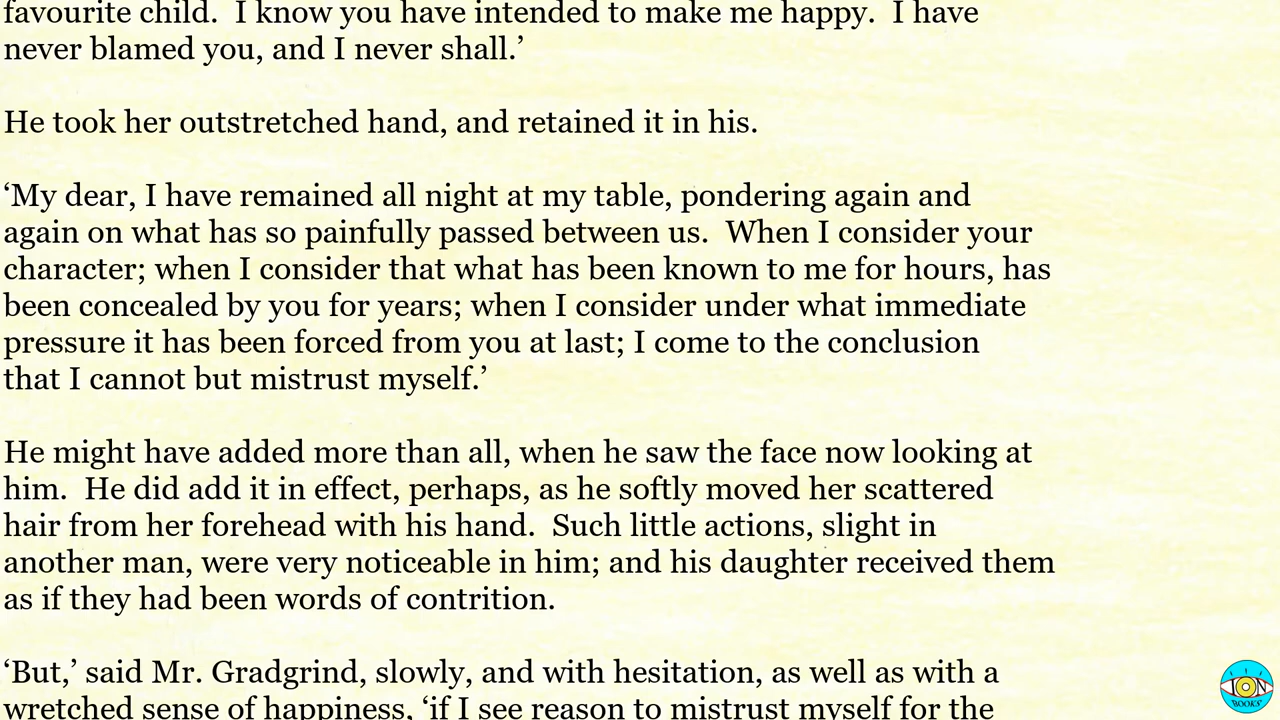 favourite child.  I know you have intended to make me happy.  I have
never blamed you, and I never shall.’
He took her outstretched hand, and retained it in his.
‘My dear, I have remained all night at my table, pondering again and
again on what has so painfully passed between us.  When I consider your
character; when I consider that what has been known to me for hours, has
been concealed by you for years; when I consider under what immediate
pressure it has been forced from you at last; I come to the conclusion
that I cannot but mistrust myself.’
He might have added more than all, when he saw the face now looking at
him.  He did add it in effect, perhaps, as he softly moved her scattered
hair from her forehead with his hand.  Such little actions, slight in
another man, were very noticeable in him; and his daughter received them
as if they had been words of contrition.
‘But,’ said Mr. Gradgrind, slowly, and with hesitation, as well as with a
wretched sense of happiness, ‘if I see reason to mistrust myself for the
ION
BOOKS